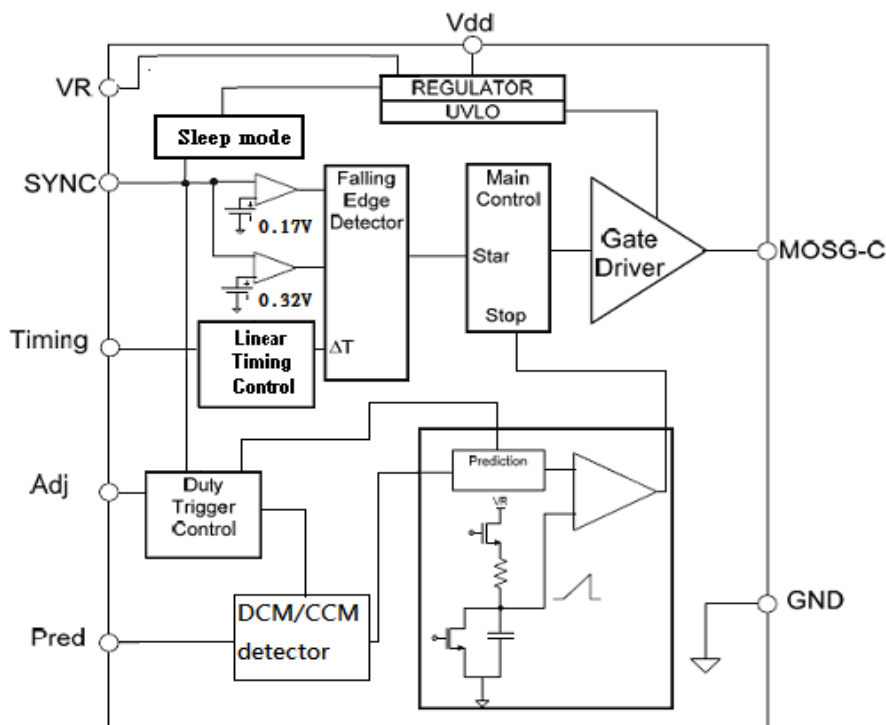 Vdd
VR
REGULATOR
UVLO
Sleep mode
SYNC
Falling
Edge
Detector
Main
Control
0.17V
Gate
Driver
MOSG-C
Star
0.32V
Stop
Timing
Linear
Timing
Control
ΔT
Adj
Duty
Trigger
Control
Prediction
VR
DCM/CCM
detector
Pred
GND